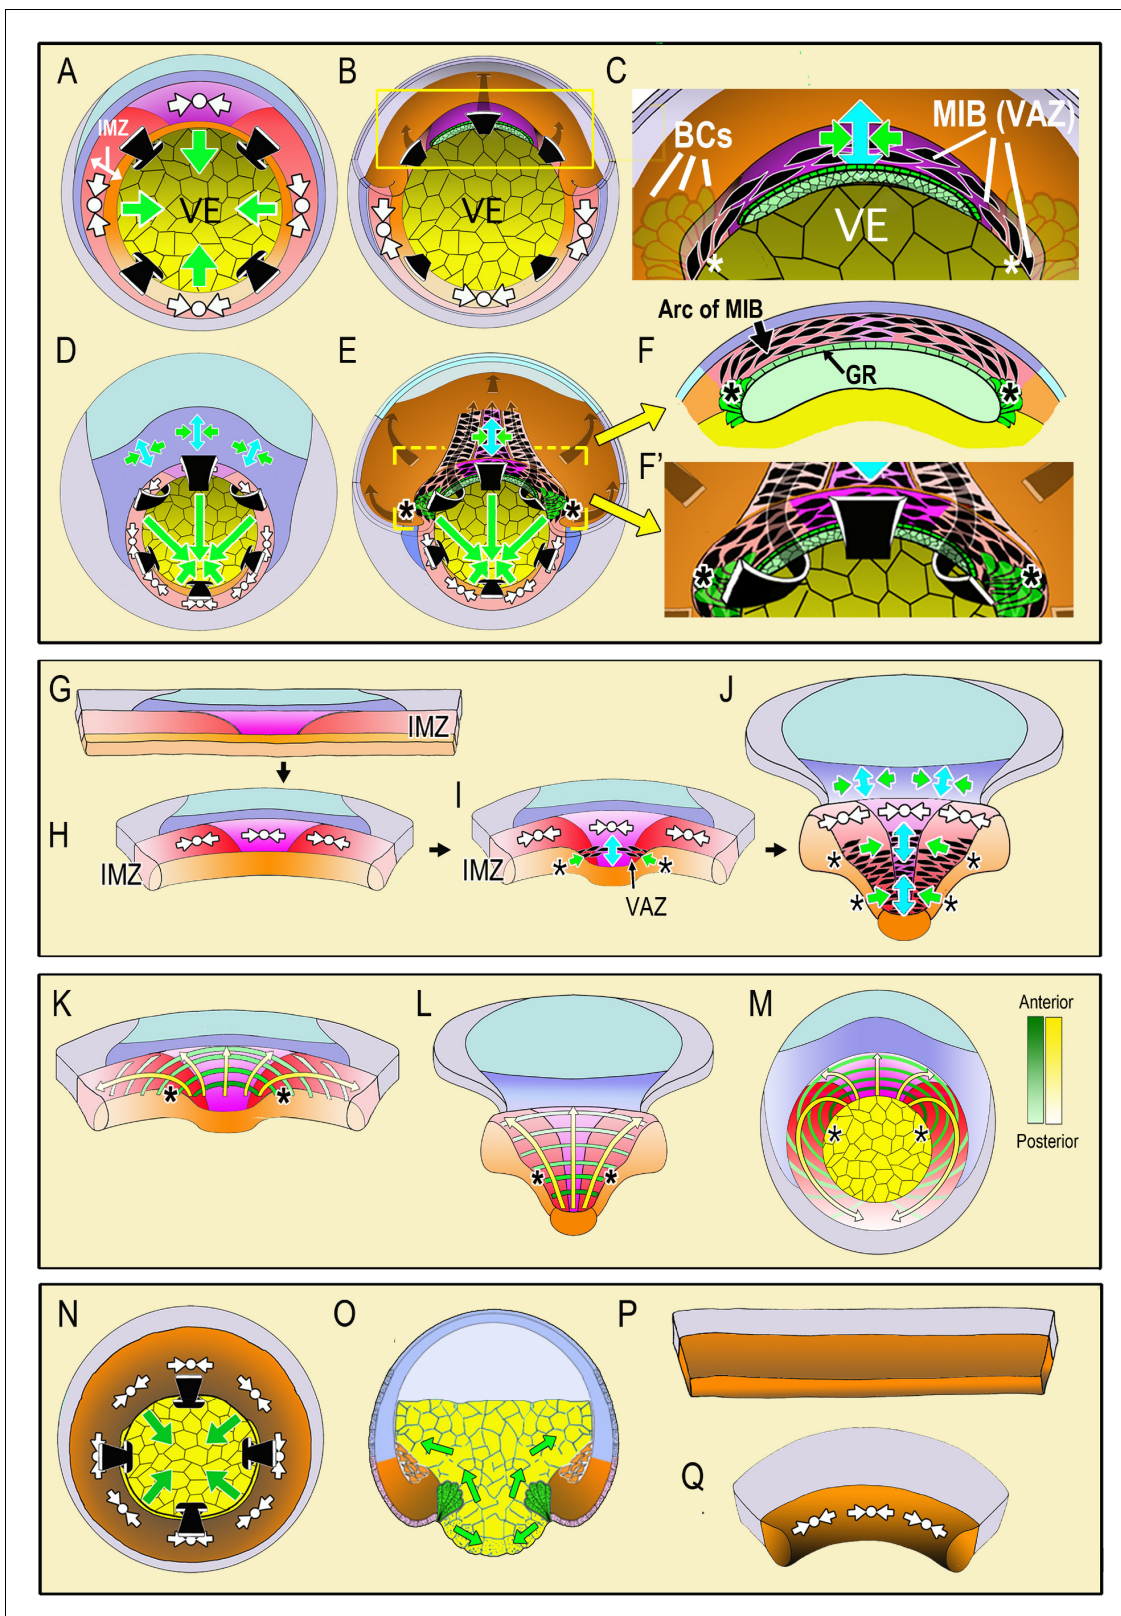 A
B
C
IMZ
VE
VE
BCs
MIB (VAZ)
VE
*
*
D
E
F
Arc of MIB
GR
*
*
*
*
F’
*
*
G
IMZ
H
IMZ
I
IMZ
*
*
VAZ
J
*
*
*
*
K
*
*
L
*
*
M
*
*
Anterior
Posterior
N
O
P
Q